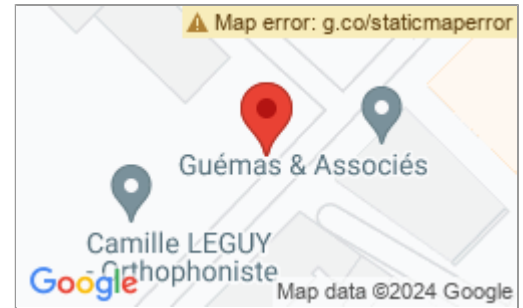 Map error: g.co/staticmaperror
Guémas & Associés
Camille LEGUY
- Orthophoniste
Google
Map data ©2024 Google